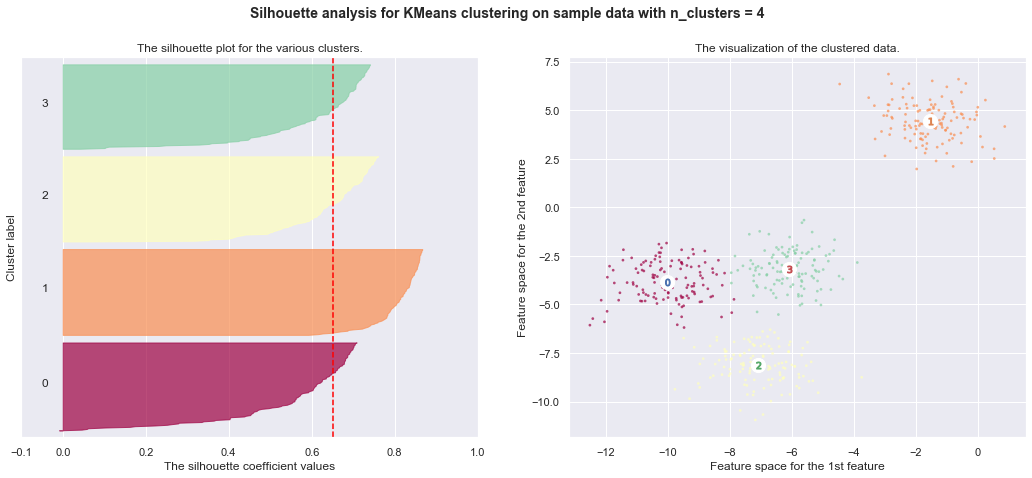 Silhouette analysis for KMeans clustering on sample data with n_clusters = 4
The silhouette plot for the various clusters.
Cluster label
3
2
1
0
−0.1 0.0 0.2 0.4 0.6 0.8 1.0
The silhouette coefficient values
The visualization of the clustered data.
Feature space for the 2nd feature
7.5
5.0
2.5
0.0
−2.5
−5.0
−7.5
−10.0
1
3
0
2
−12 −10 −8 −6 −4 −2 0
Feature space for the 1st feature